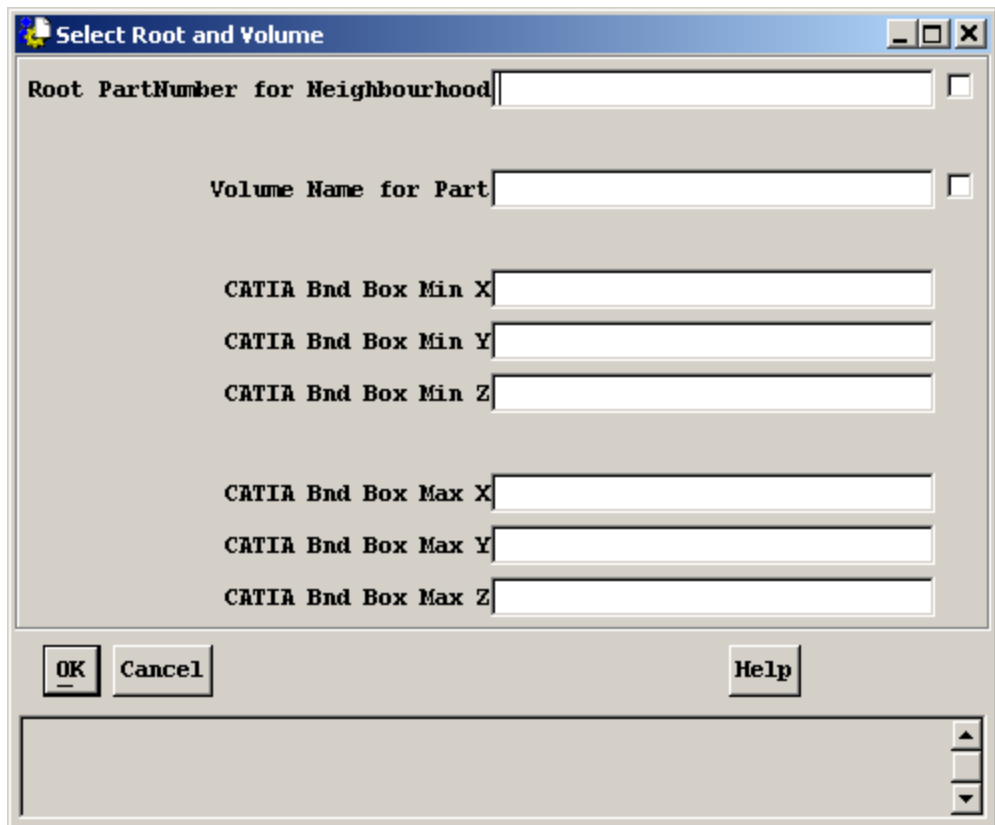 Select Root and Volume
Root PartNumber for Neighbourhood
Volume Name for Part
CATIA Bnd Box Min X
CATIA Bnd Box Min Y
CATIA Bnd Box Min Z
CATIA Bnd Box Max X
CATIA Bnd Box Max Y
CATIA Bnd Box Max Z
OK Cancel Help